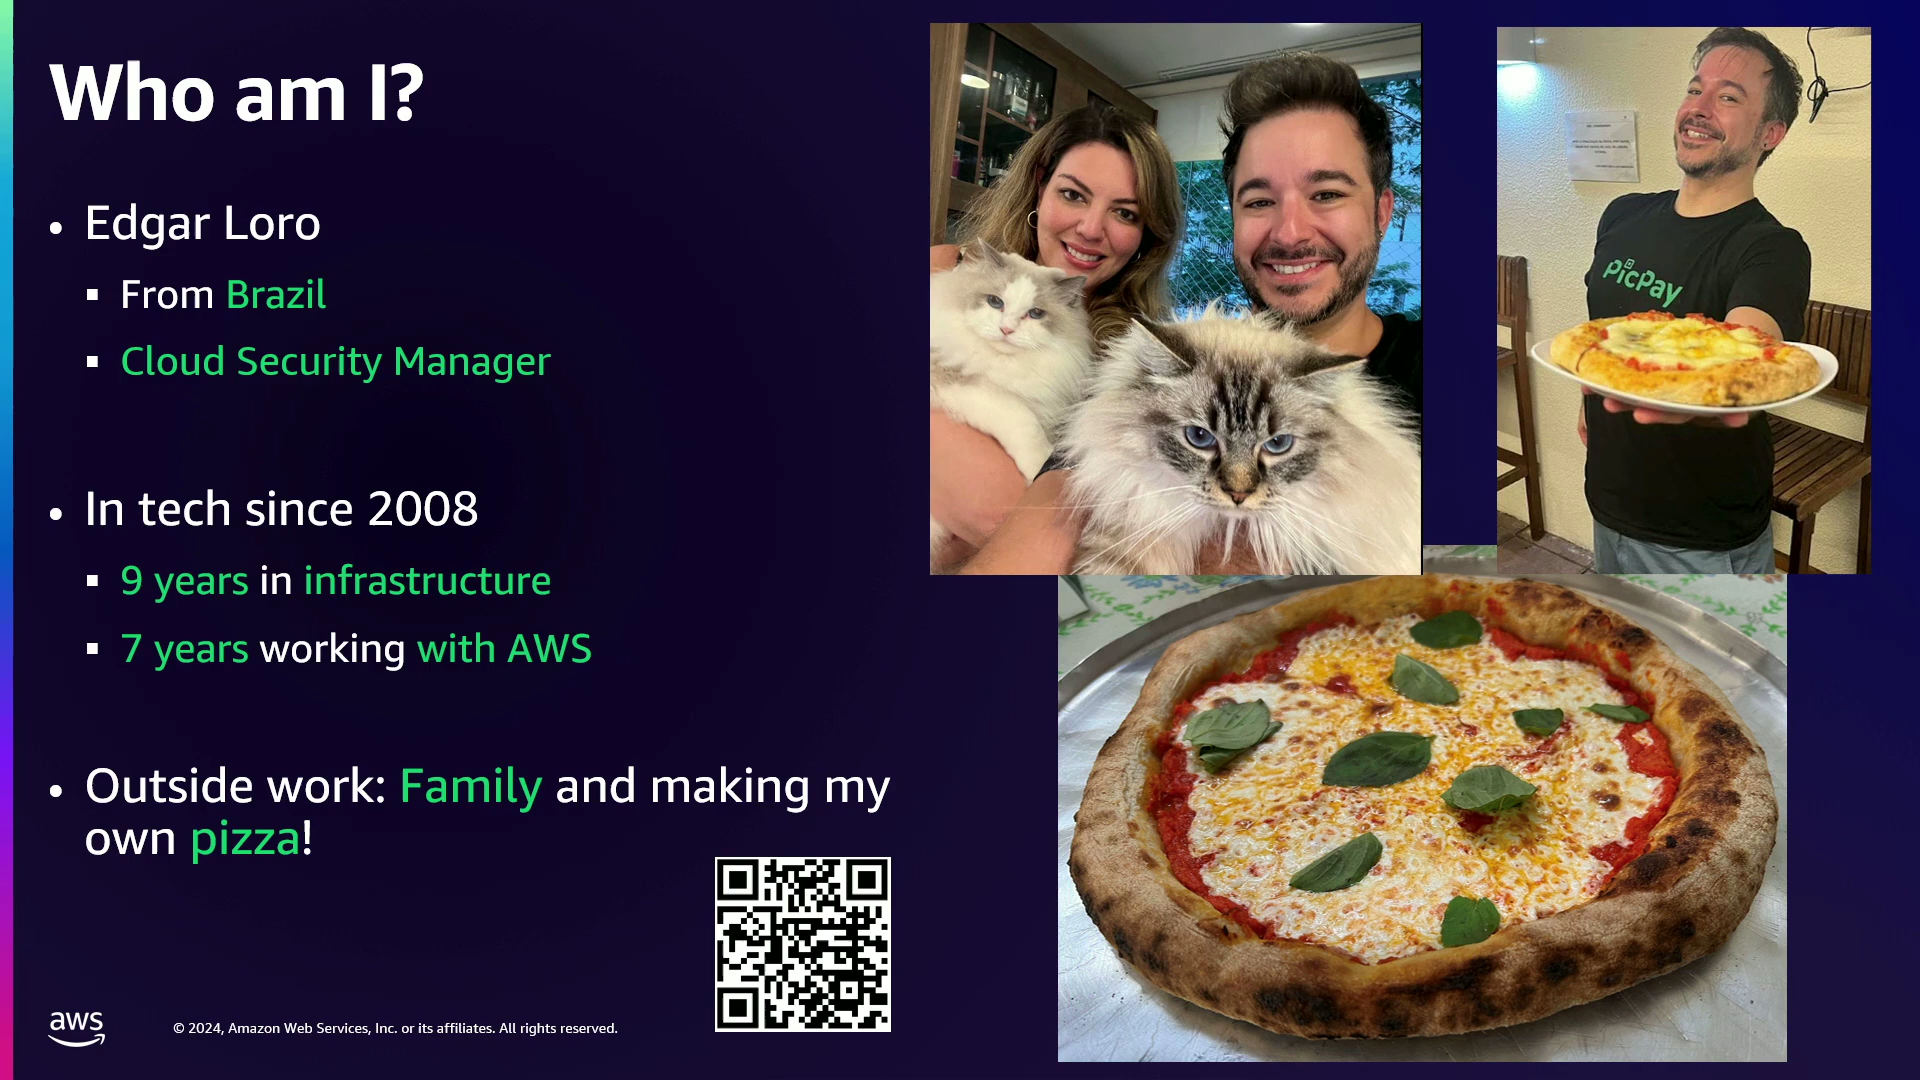 Who am I?
• Edgar Loro
▪ From Brazil
▪ Cloud Security Manager
• In tech since 2008
▪ 9 years in infrastructure
▪ 7 years working with AWS
• Outside work: Family and making my
own pizza!
PicPay
aws
© 2024, Amazon Web Services, Inc. or its affiliates. All rights reserved.